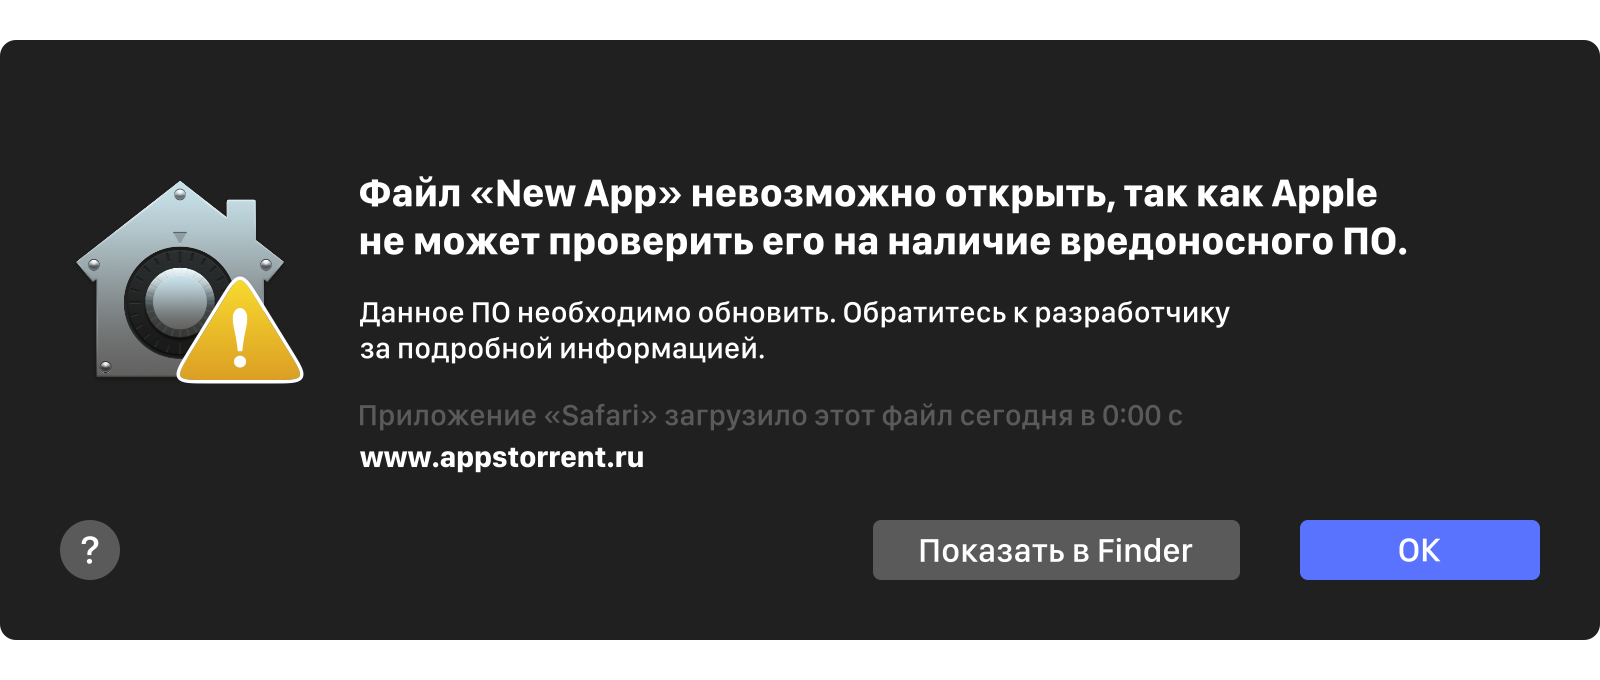 Файл «New App» невозможно открыть, так как Apple
не может проверить его на наличие вредоносного ПО.
Данное ПО необходимо обновить. Обратитесь к разработчику
за подробной информацией.
Приложение «Safari» загрузило этот файл сегодня в 0:00 с
www.appstorrent.ru
?
Показать в Finder
ОК